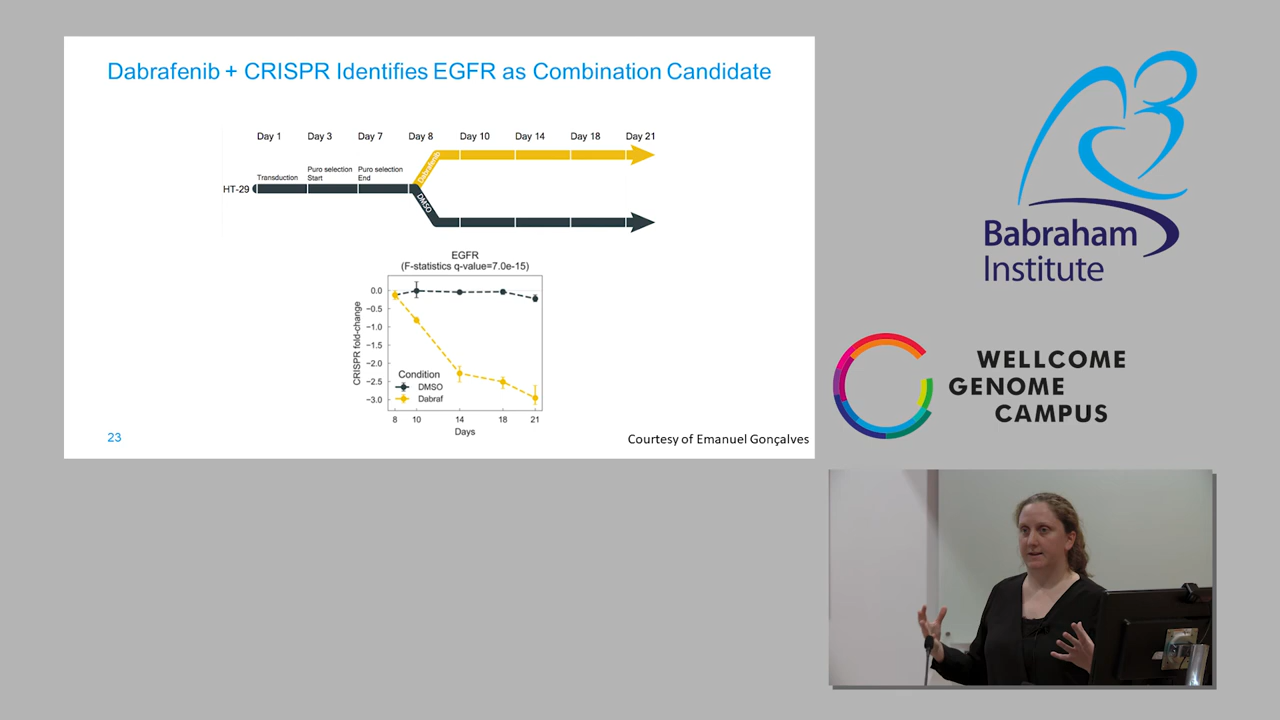 Dabrafenib + CRISPR Identifies EGFR as Combination Candidate
Day 1 Day 3 Day 7 Day 8 Day 10 Day 14 Day 18 Day 21
Transduction
Puro selection
Start
Puro selection
End
HT-29
Dabrafenib
DMSO
EGFR
(F-statistics q-value=7.0e-15)
CRISPR fold-change
0.0
−0.5
−1.0
−1.5
−2.0
−2.5
−3.0
Condition
DMSO
Dabraf
8 10 14 18 21
Days
23
Courtesy of Emanuel Gonçalves
Babraham
Institute
WELLCOME
GENOME
CAMPUS